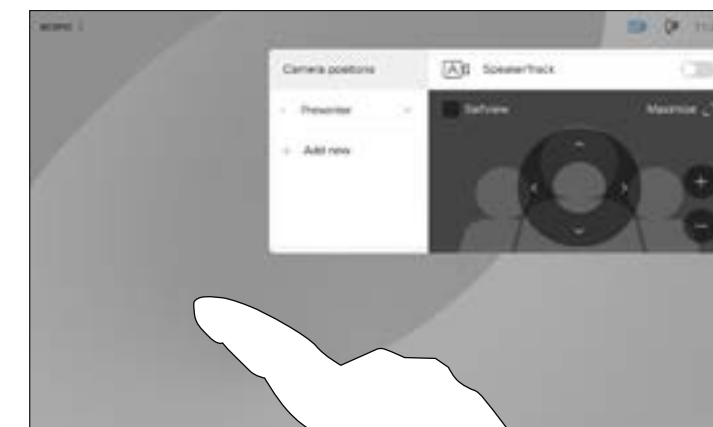 Camera positions
SpeakerTrack
Presenter
Selfview
Maximize
+ Add new